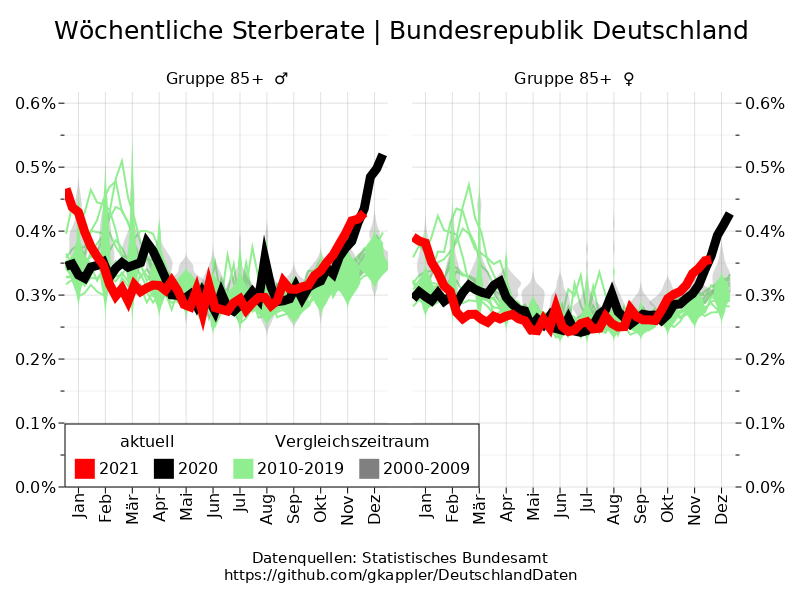 Wöchentliche Sterberate | Bundesrepublik Deutschland
Gruppe 85+ ♂
Gruppe 85+ ♀
0.6%
0.5%
0.4%
0.3%
0.2%
0.1%
0.0%
0.6%
0.5%
0.4%
0.3%
0.2%
0.1%
0.0%
aktuell
Vergleichszeitraum
2021
2020
2010-2019
2000-2009
Jan
Feb
Mär
Apr
Mai
Jun
Jul
Aug
Sep
Okt
Nov
Dez
Jan
Feb
Mär
Apr
Mai
Jun
Jul
Aug
Sep
Okt
Nov
Dez
Datenquellen: Statistisches Bundesamt
https://github.com/gkappler/DeutschlandDaten